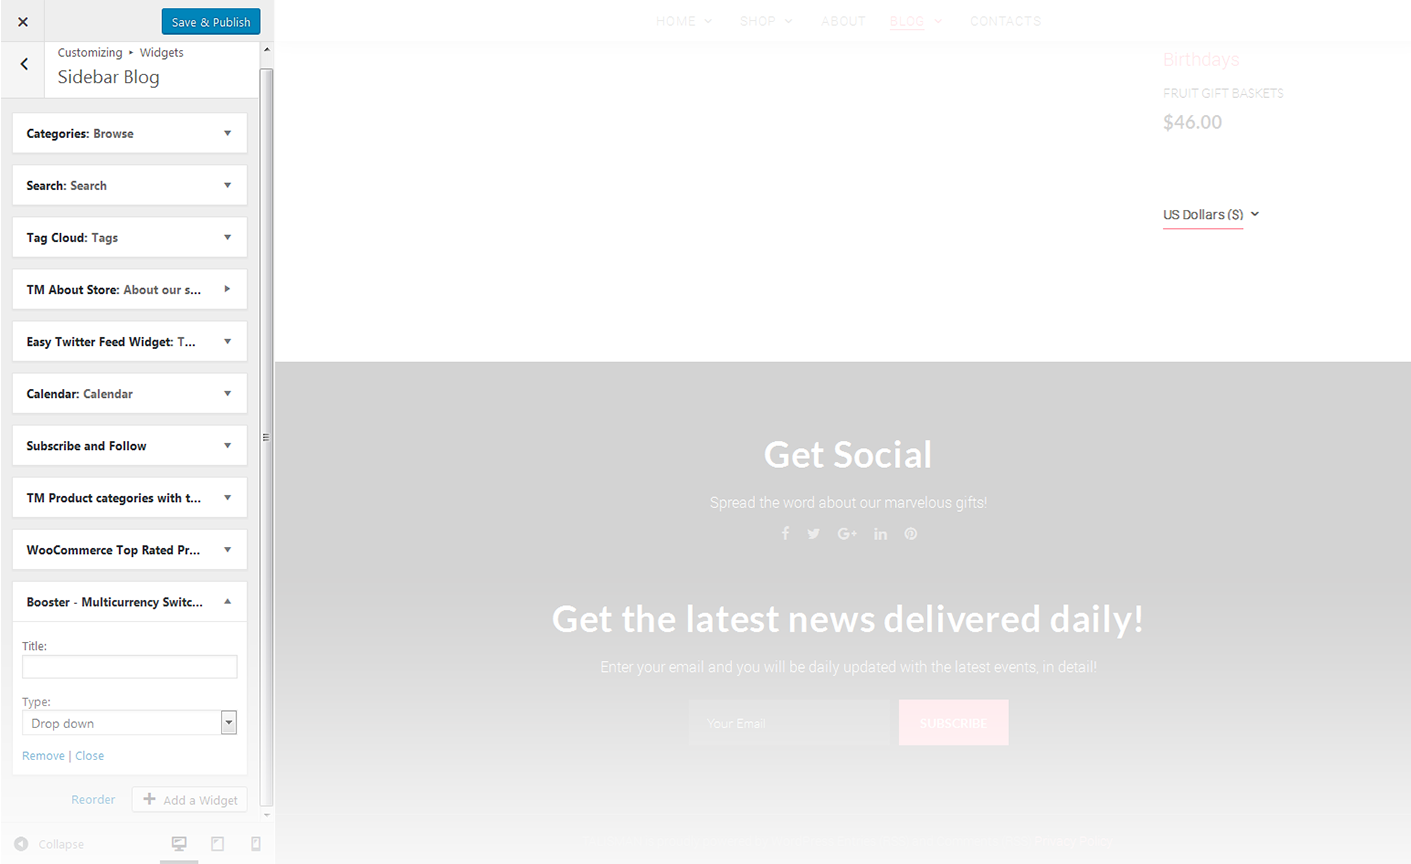 Save & Publish
Customizing ▸ Widgets
Sidebar Blog
Categories: Browse
Search: Search
Tag Cloud: Tags
TM About Store: About our s...
Easy Twitter Feed Widget: T...
Calendar: Calendar
Subscribe and Follow
TM Product categories with t...
WooCommerce Top Rated Pr...
Booster - Multicurrency Switc...
Title:
Type:
Drop down
Remove | Close
Reorder
Add a Widget
Collapse
HOME SHOP ABOUT BLOG CONTACTS
Birthdays
FRUIT GIFT BASKETS
$46.00
US Dollars ($)
Get Social
Spread the word about our marvelous gifts!
Get the latest news delivered daily!
Enter your email and you will be daily updated with the latest events, in detail!
Your Email
SUBSCRIBE